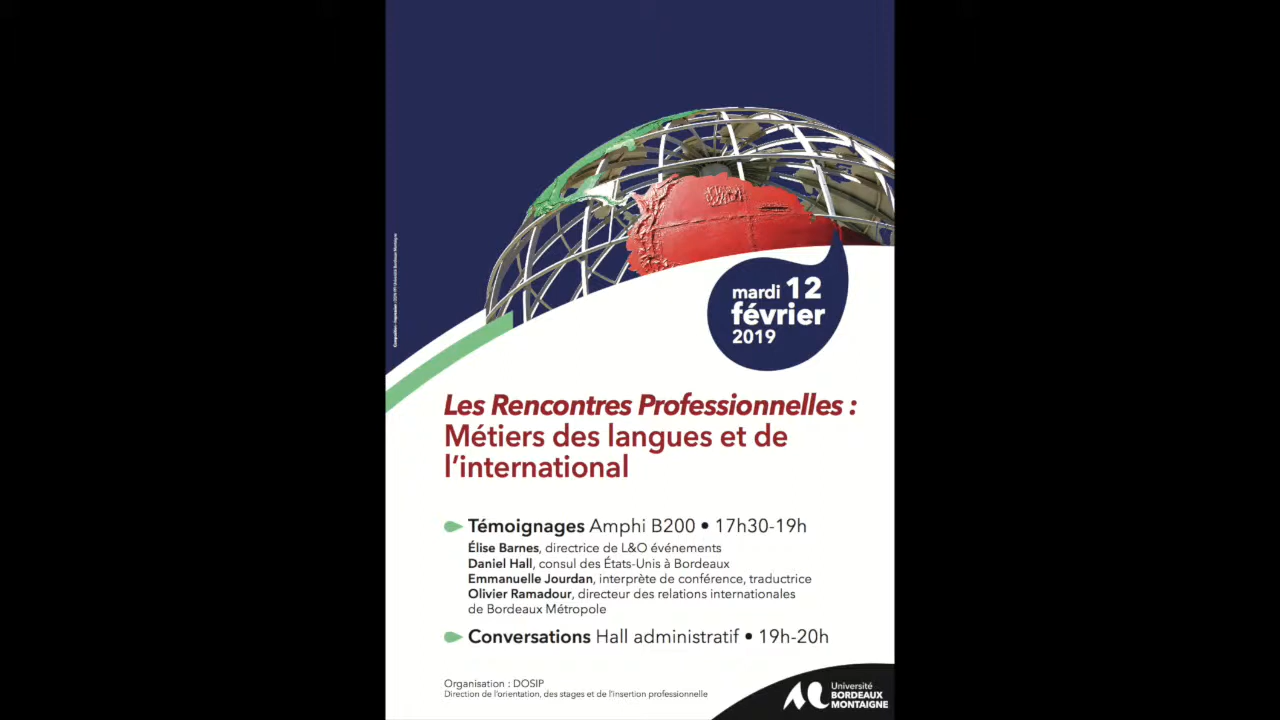 mardi 12
février
2019
Les Rencontres Professionnelles :
Métiers des langues et de
l'international
Témoignages Amphi B200 • 17h30-19h
Élise Barnes, directrice de L&O événements
Daniel Hall, consul des États-Unis à Bordeaux
Emmanuelle Jourdan, interprète de conférence, traductrice
Olivier Ramadour, directeur des relations internationales
de Bordeaux Métropole
Conversations Hall administratif • 19h-20h
Organisation : DOSIP
Direction de l'orientation, des stages et de l'insertion professionnelle
Université
BORDEAUX
MONTAIGNE